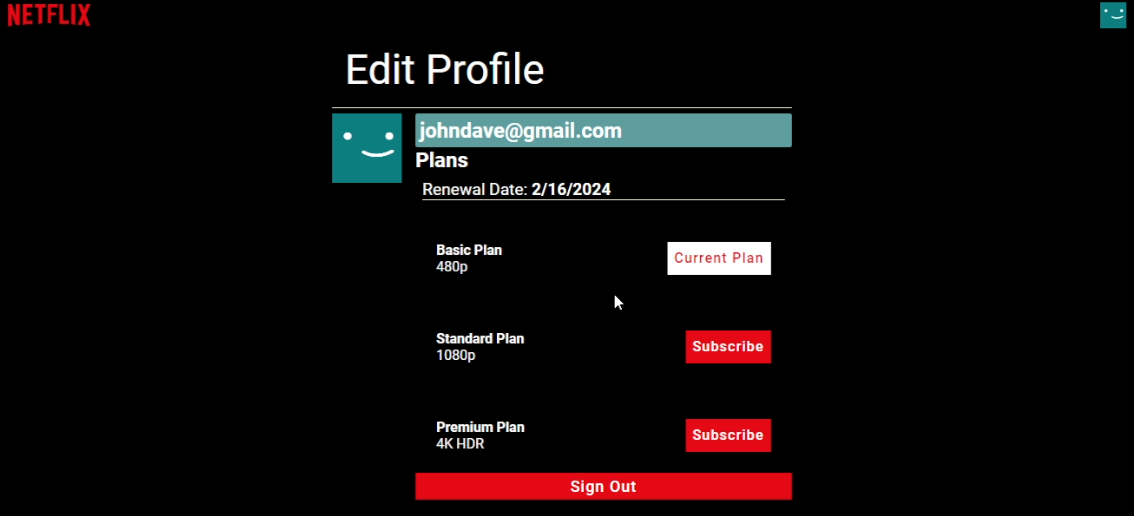 NETFLIX
Edit Profile
johndave@gmail.com
Plans
Renewal Date: 2/16/2024
Basic Plan
480p
Current Plan
Standard Plan
1080p
Subscribe
Premium Plan
4K HDR
Subscribe
Sign Out